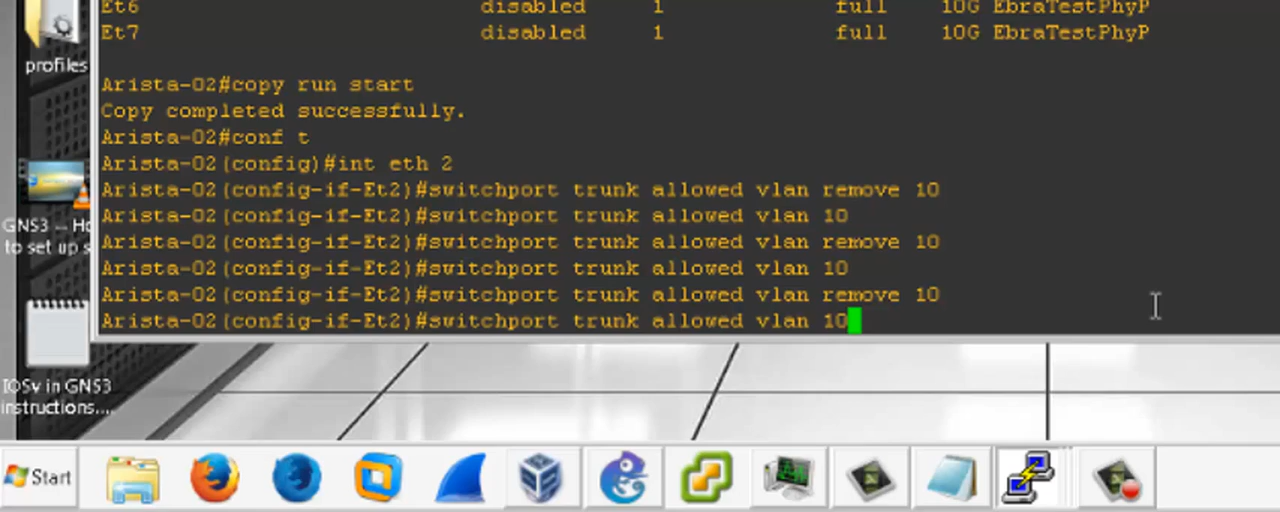 Et6 disabled 1 full 10G EbraTestPhyP
Et7 disabled 1 full 10G EbraTestPhyP
profiles
Arista-02#copy run start
Copy completed successfully.
Arista-02#conf t
Arista-02(config)#int eth 2
Arista-02(config-if-Et2)#switchport trunk allowed vlan remove 10
Arista-02(config-if-Et2)#switchport trunk allowed vlan 10
Arista-02(config-if-Et2)#switchport trunk allowed vlan remove 10
Arista-02(config-if-Et2)#switchport trunk allowed vlan 10
Arista-02(config-if-Et2)#switchport trunk allowed vlan remove 10
Arista-02(config-if-Et2)#switchport trunk allowed vlan 10
GNS3 -- Ho
to set up s
IOSv in GNS3
instructions....
Start